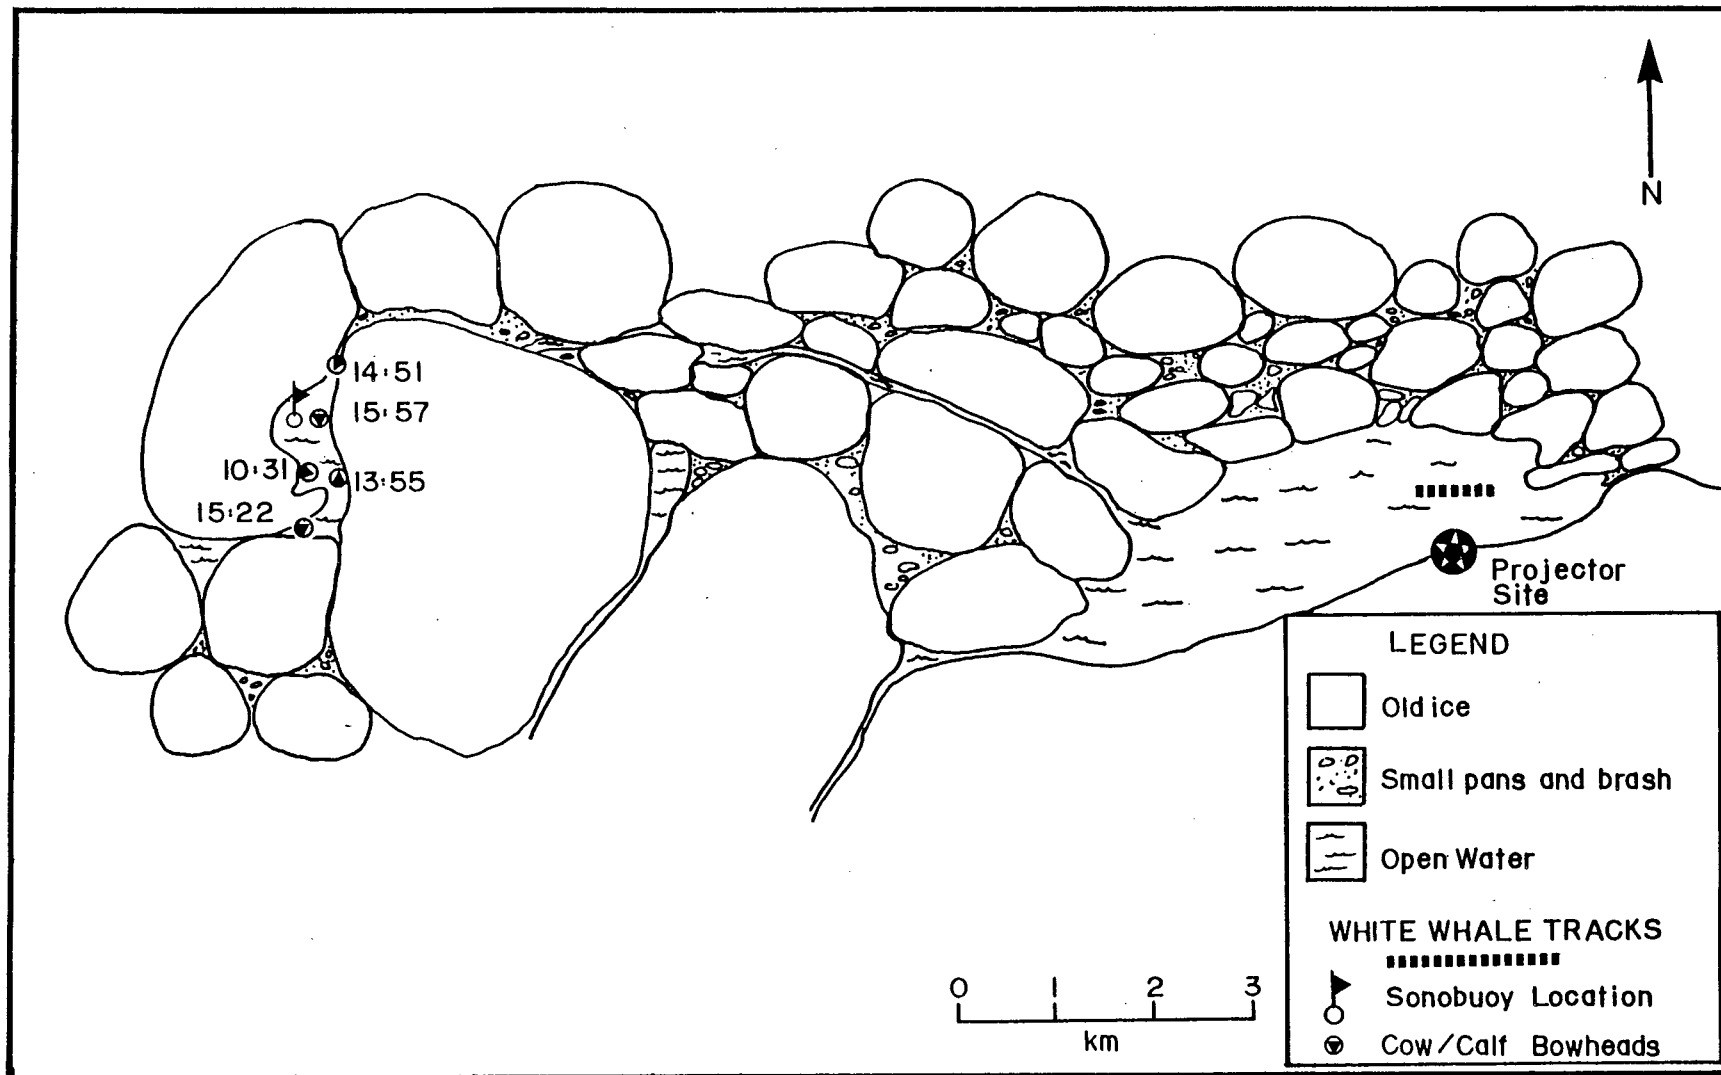 N
14:51
15:57
10:31
13:55
15:22
Projector
Site
LEGEND
Old ice
Small pans and brash
Open Water
WHITE WHALE TRACKS
Sonobuoy Location
Cow/Calf Bowheads
0 1 2 3
km